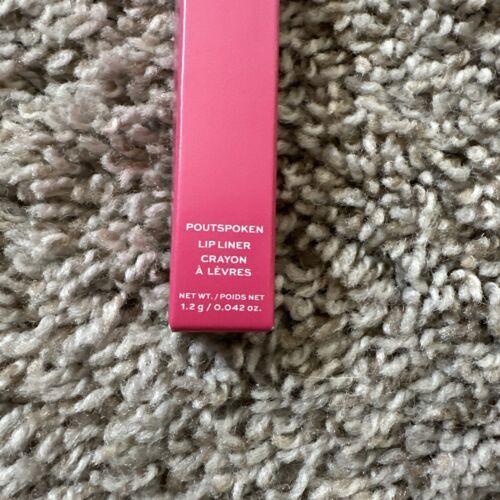 POUTSPOKEN
LIP LINER
CRAYON
À LÈVRES
NET WT./POIDS NET
1.2 g / 0.042 oz.